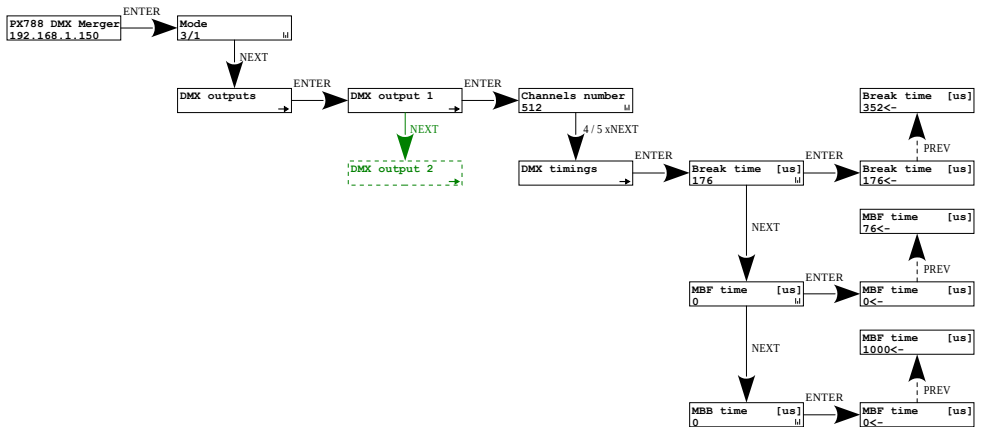 ENTER
PX788 DMX Merger
192.168.1.150
Mode
3/1
NEXT
DMX outputs
ENTER
DMX output 1
ENTER
Channels number
512
NEXT
DMX output 2
4 / 5 xNEXT
DMX timings
ENTER
Break time [us]
176
ENTER
Break time [us]
176<-
PREV
Break time [us]
352<-
NEXT
MBF time [us]
0
ENTER
MBF time [us]
0<-
PREV
MBF time [us]
76<-
NEXT
MBB time [us]
0
ENTER
MBF time [us]
0<-
PREV
MBF time [us]
1000<-